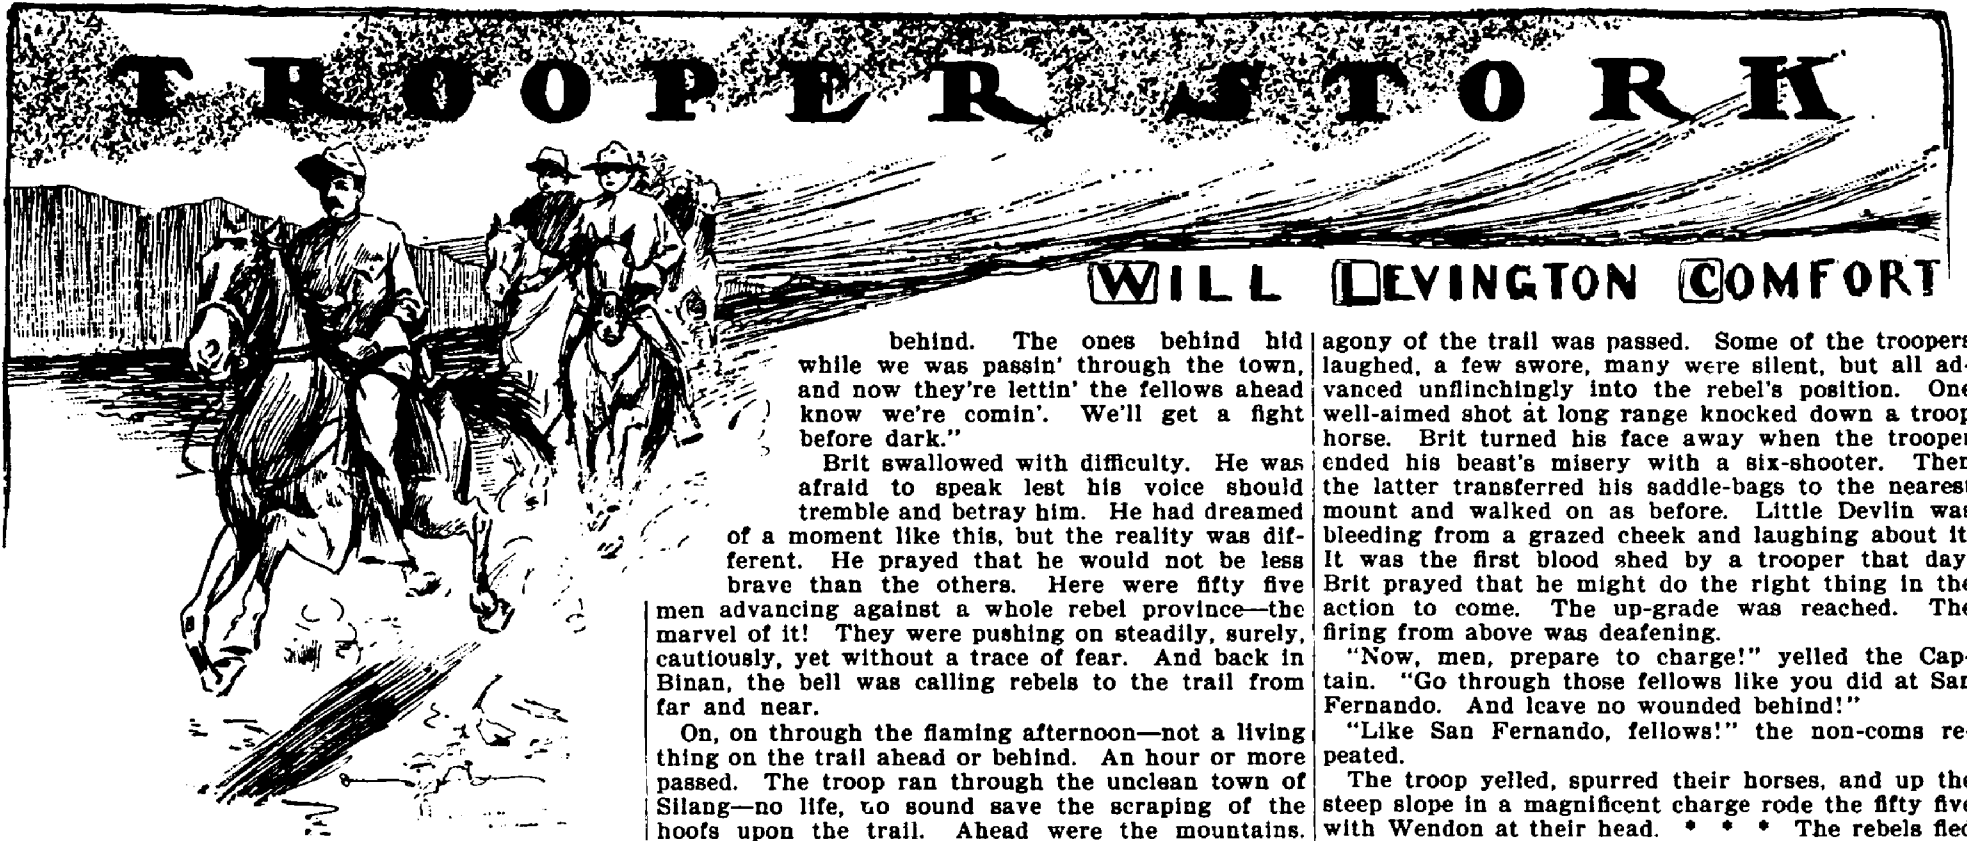 TROOPER STORK
WILL LEVINGTON COMFORT
behind. The ones behind hid
while we was passin' through the town,
and now they're lettin' the fellows ahead
know we're comin'. We'll get a fight
before dark."
Brit swallowed with difficulty. He was
afraid to speak lest his voice should
tremble and betray him. He had dreamed
of a moment like this, but the reality was dif-
ferent. He prayed that he would not be less
brave than the others. Here were fifty five
men advancing against a whole rebel province—the
marvel of it! They were pushing on steadily, surely,
cautiously, yet without a trace of fear. And back in
Binan, the bell was calling rebels to the trail from
far and near.
On, on through the flaming afternoon—not a living
thing on the trail ahead or behind. An hour or more
passed. The troop ran through the unclean town of
Silang—no life, no sound save the scraping of the
hoofs upon the trail. Ahead were the mountains.
agony of the trail was passed. Some of the troopers
laughed, a few swore, many were silent, but all ad-
vanced unflinchingly into the rebel's position. One
well-aimed shot at long range knocked down a troop
horse. Brit turned his face away when the trooper
ended his beast's misery with a six-shooter. Then
the latter transferred his saddle-bags to the nearest
mount and walked on as before. Little Devlin was
bleeding from a grazed cheek and laughing about it
It was the first blood shed by a trooper that day
Brit prayed that he might do the right thing in the
action to come. The up-grade was reached. The
firing from above was deafening.
"Now, men, prepare to charge!" yelled the Cap-
tain. "Go through those fellows like you did at San
Fernando. And leave no wounded behind!"
"Like San Fernando, fellows!" the non-coms re-
peated.
The troop yelled, spurred their horses, and up the
steep slope in a magnificent charge rode the fifty five
with Wendon at their head. * * * The rebels fled